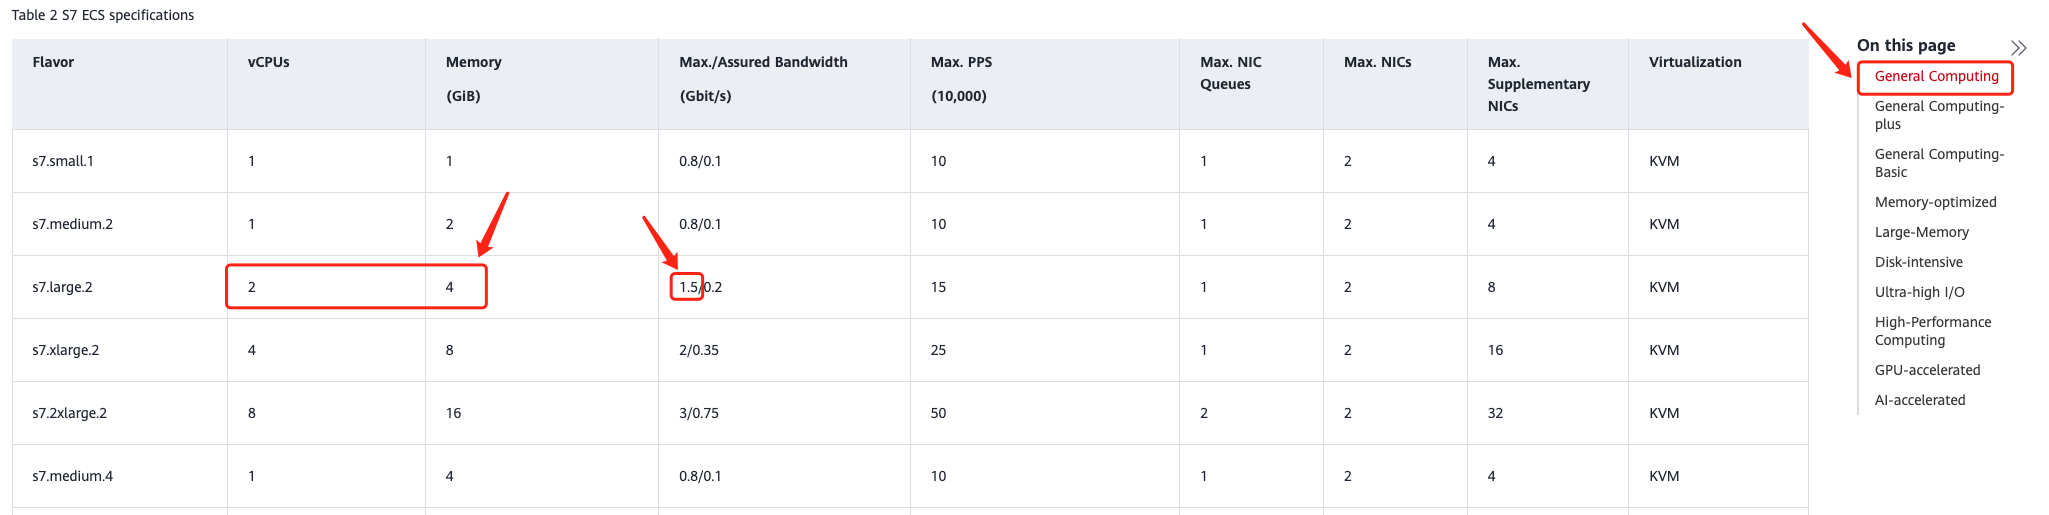 Table 2 S7 ECS specifications
Flavor vCPUs Memory (GiB) Max./Assured Bandwidth (Gbit/s) Max. PPS (10,000) Max. NIC Queues Max. NICs Max. Supplementary NICs Virtualization
s7.small.1 1 1 0.8/0.1 10 1 2 4 KVM
s7.medium.2 1 2 0.8/0.1 10 1 2 4 KVM
s7.large.2 2 4 1.5/0.2 15 1 2 8 KVM
s7.xlarge.2 4 8 2/0.35 25 1 2 16 KVM
s7.2xlarge.2 8 16 3/0.75 50 2 2 32 KVM
s7.medium.4 1 4 0.8/0.1 10 1 2 4 KVM
On this page
General Computing
General Computing-
plus
General Computing-
Basic
Memory-optimized
Large-Memory
Disk-intensive
Ultra-high I/O
High-Performance
Computing
GPU-accelerated
AI-accelerated